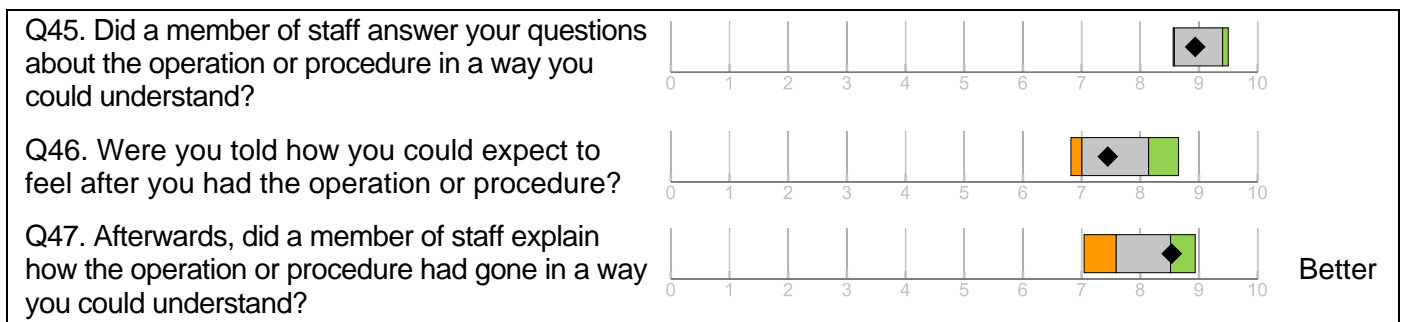 Q45. Did a member of staff answer your questions
about the operation or procedure in a way you
could understand?
0 1 2 3 4 5 6 7 8 9 10
Q46. Were you told how you could expect to
feel after you had the operation or procedure?
0 1 2 3 4 5 6 7 8 9 10
Q47. Afterwards, did a member of staff explain
how the operation or procedure had gone in a way
you could understand?
0 1 2 3 4 5 6 7 8 9 10
Better